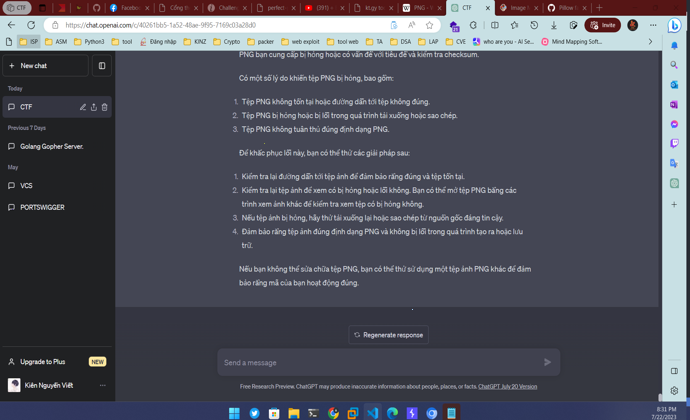 CTF
Facebook
Công th
Challen
perfect
(391)
kt.gy tr
PNG - V
CTF
Image
Pillow
https://chat.openai.com/c/40261bb5-1a52-48ae-9f95-7169c03a28d0
Invite
ISP
ASM
Python3
tool
Đăng nhập
KINZ
Crypto
packer
web exploit
tool web
TA
DSA
LAP
CVE
who are you - AI Se...
Mind Mapping Soft...
New chat
Today
CTF
Previous 7 Days
Golang Gopher Server.
May
VCS
PORTSWIGGER
Upgrade to Plus
NEW
Kiên Nguyễn Viết
PNG bạn cung cấp bị hỏng hoặc có vấn đề với tiêu đề và kiểm tra checksum.
Có một số lý do khiến tệp PNG bị hỏng, bao gồm:
1. Tệp PNG không tồn tại hoặc đường dẫn tới tệp không đúng.
2. Tệp PNG bị hỏng hoặc bị lỗi trong quá trình tải xuống hoặc sao chép.
3. Tệp PNG không tuân thủ đúng định dạng PNG.
Để khắc phục lỗi này, bạn có thể thử các giải pháp sau:
1. Kiểm tra lại đường dẫn tới tệp ảnh để đảm bảo rằng đúng và tệp tồn tại.
2. Kiểm tra lại tệp ảnh để xem có bị hỏng hoặc lỗi không. Bạn có thể mở tệp PNG bằng các
trình xem ảnh khác để kiểm tra xem tệp có bị hỏng không.
3. Nếu tệp ảnh bị hỏng, hãy thử tải xuống lại hoặc sao chép từ nguồn gốc đáng tin cậy.
4. Đảm bảo rằng tệp ảnh đúng định dạng PNG và không bị lỗi trong quá trình tạo ra hoặc lưu
trữ.
Nếu bạn không thể sửa chữa tệp PNG, bạn có thể thử sử dụng một tệp ảnh PNG khác để đảm
bảo rằng mã của bạn hoạt động đúng.
Regenerate response
Send a message
Free Research Preview. ChatGPT may produce inaccurate information about people, places, or facts. ChatGPT July 20 Version
8:31 PM
7/22/2023